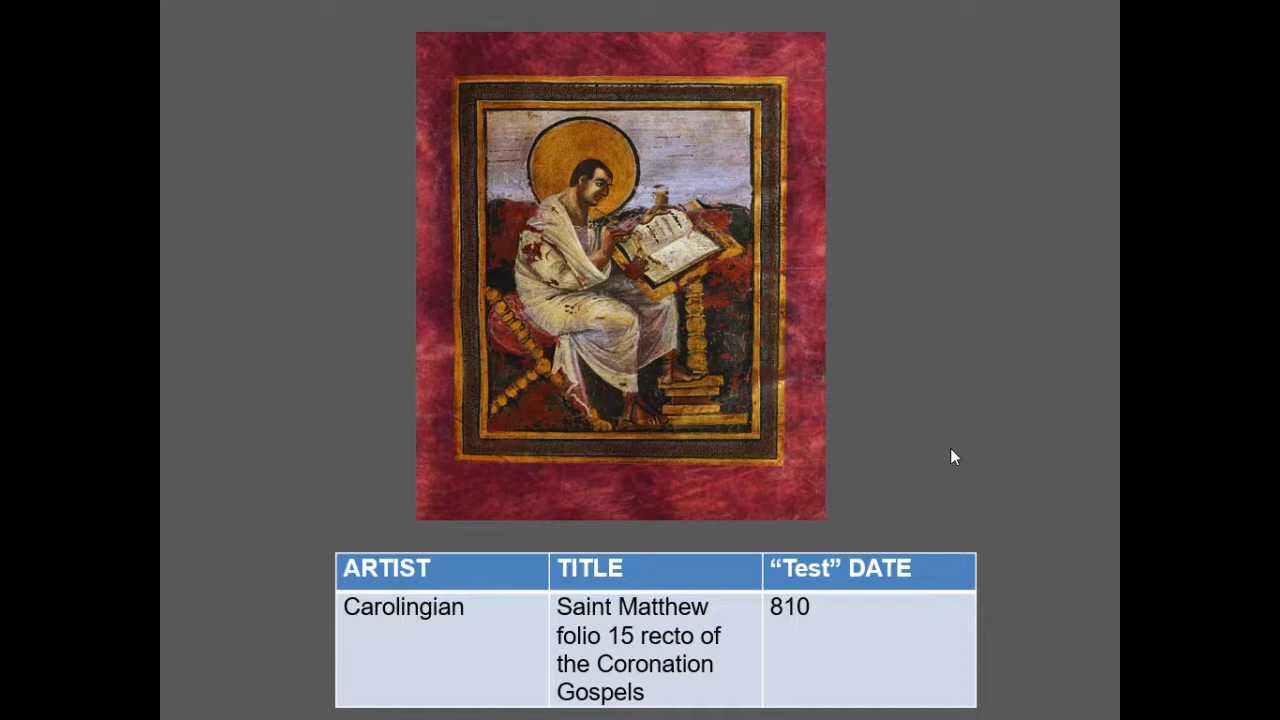 ARTIST TITLE “Test” DATE
Carolingian Saint Matthew 810
folio 15 recto of
the Coronation
Gospels